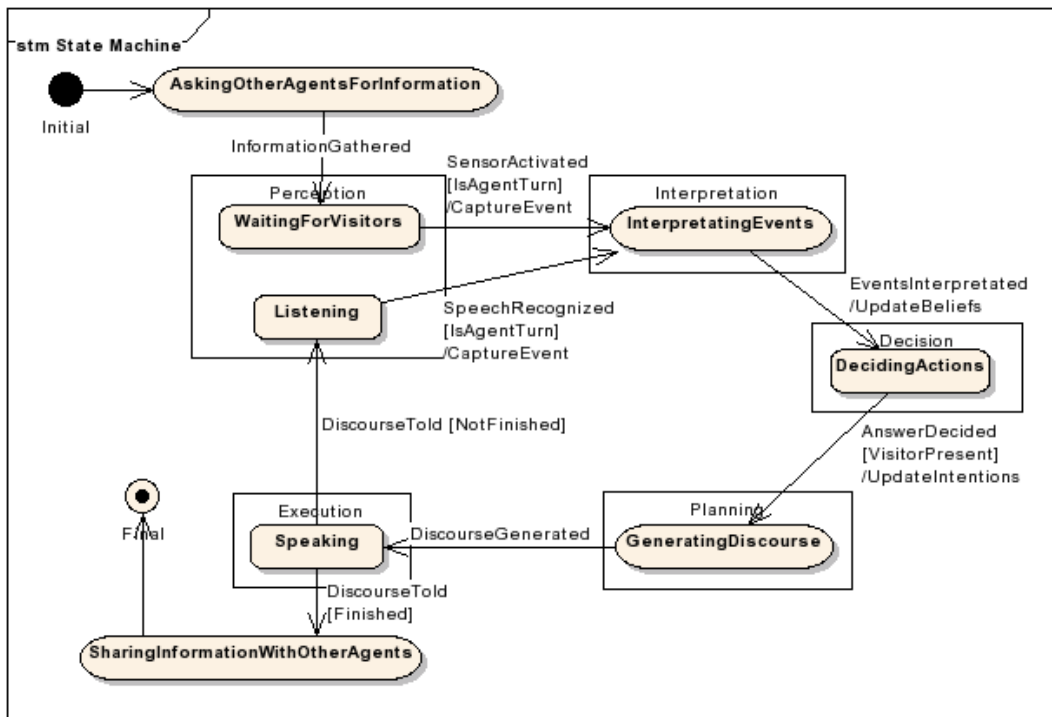 stm State Machine
Initial
AskingOtherAgentsForInformation
InformationGathered
Perception
WaitingForVisitors
SensorActivated
[IsAgentTurn]
/CaptureEvent
Interpretation
InterpretatingEvents
Listening
SpeechRecognized
[IsAgentTurn]
/CaptureEvent
EventsInterpretated
/UpdateBeliefs
Decision
DecidingActions
DiscourseTold [NotFinished]
AnswerDecided
[VisitorPresent]
/UpdateIntentions
Final
Execution
Speaking
DiscourseGenerated
Planning
GeneratingDiscourse
DiscourseTold
[Finished]
SharingInformationWithOtherAgents